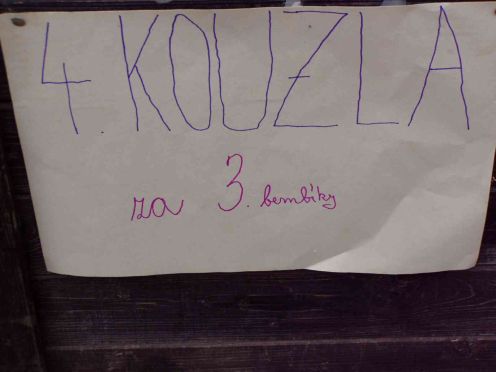 4. KOUZLA
za 3. bembíky